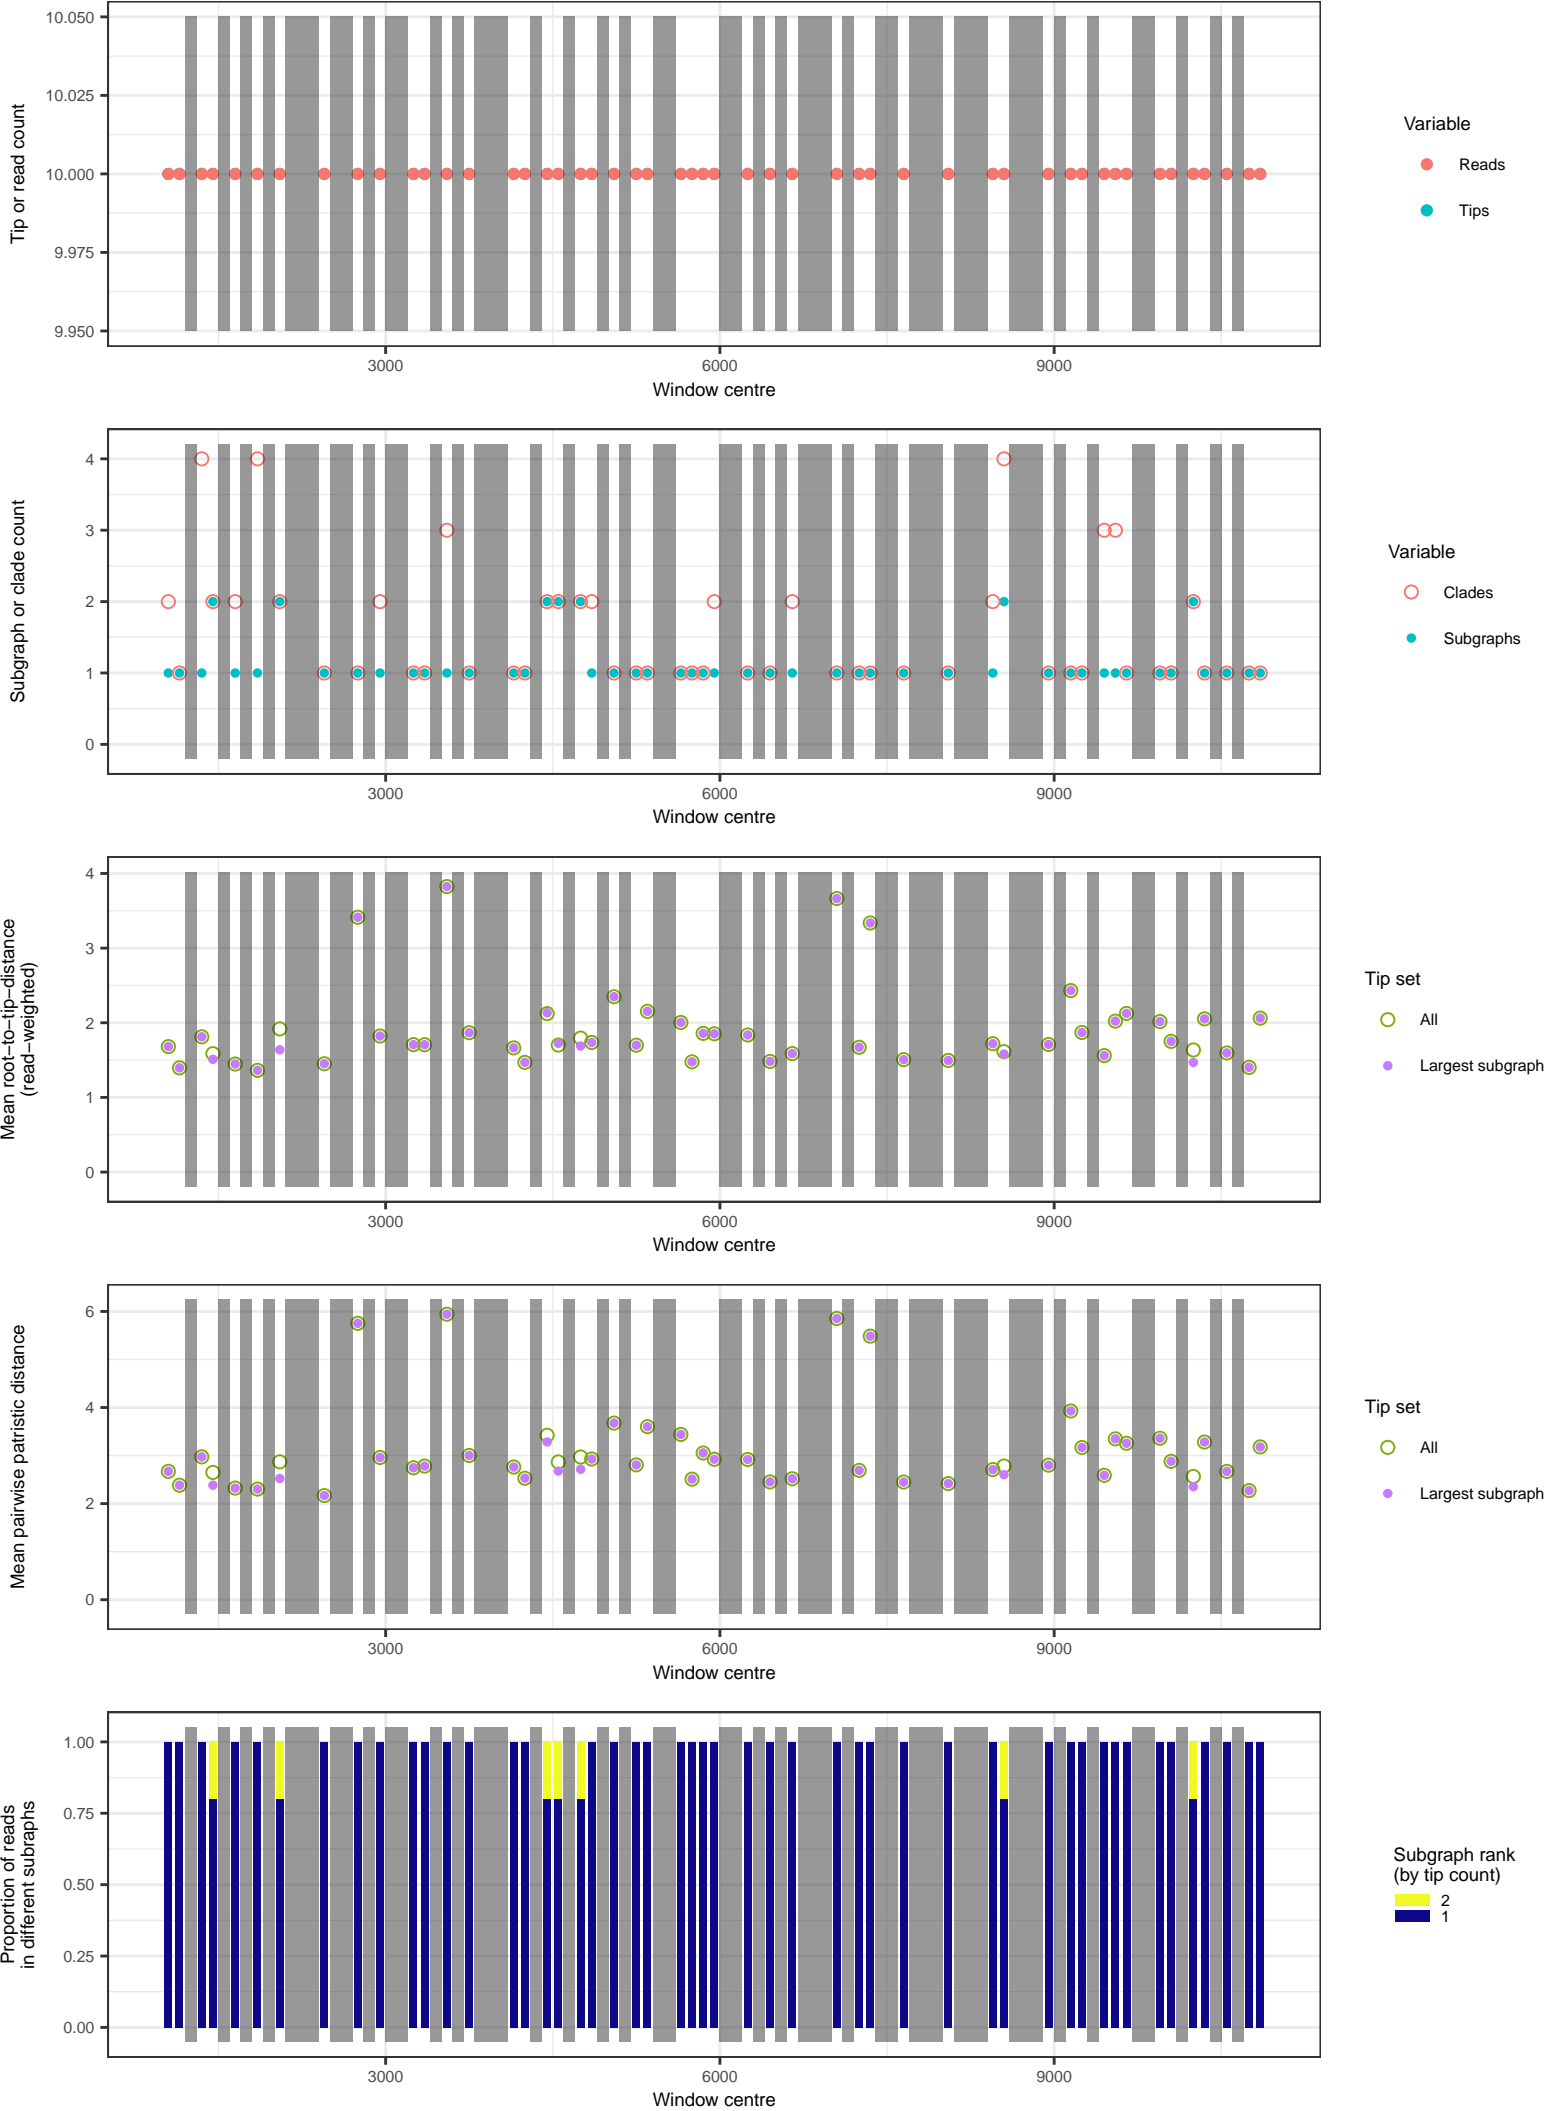 10.050
10.025
10.000
9.975
9.950
Tip or read count
3000
6000
9000
Window centre
Variable
Reads
Tips
4
3
2
1
0
Subgraph or clade count
3000
6000
9000
Window centre
Variable
Clades
Subgraphs
4
3
2
1
0
Mean root−to−tip−distance
(read−weighted)
3000
6000
9000
Window centre
Tip set
All
Largest subgraph
6
4
2
0
Mean pairwise patristic distance
3000
6000
9000
Window centre
Tip set
All
Largest subgraph
1.00
0.75
0.50
0.25
0.00
Proportion of reads
in different subraphs
3000
6000
9000
Window centre
Subgraph rank
(by tip count)
2
1